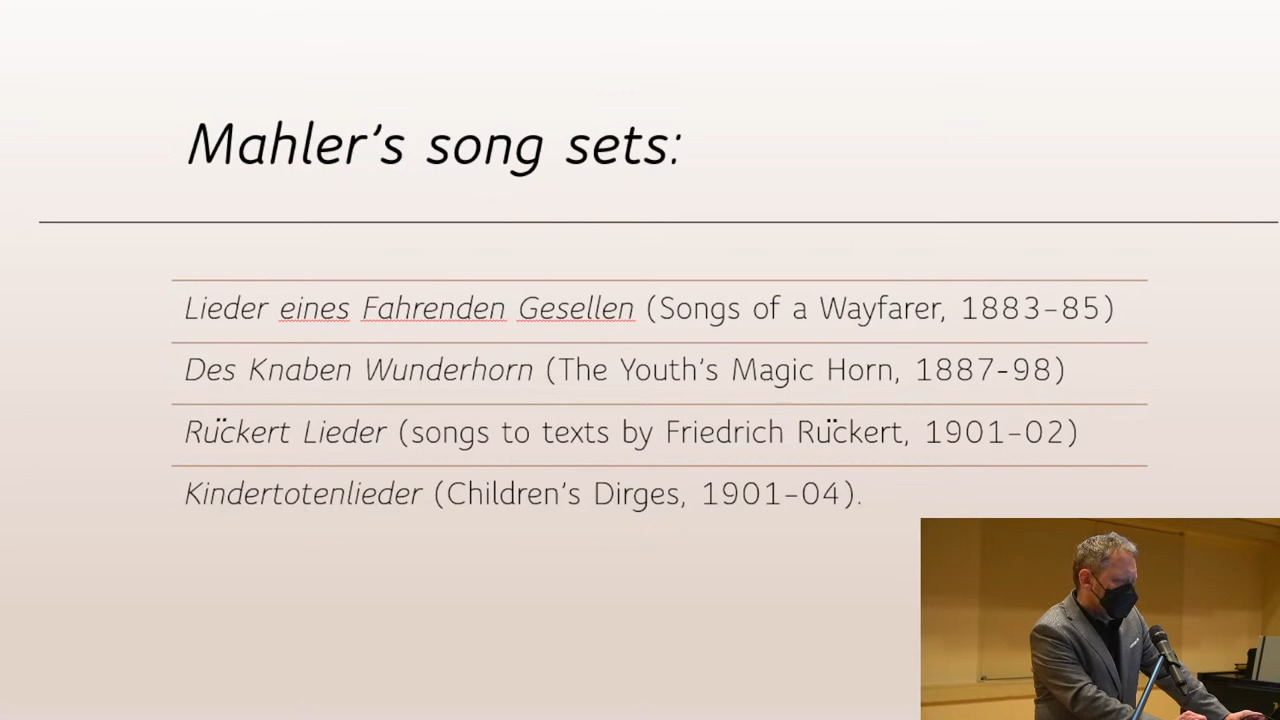 Mahler's song sets:
Lieder eines Fahrenden Gesellen (Songs of a Wayfarer, 1883–85)
Des Knaben Wunderhorn (The Youth's Magic Horn, 1887-98)
Rückert Lieder (songs to texts by Friedrich Rückert, 1901–02)
Kindertotenlieder (Children's Dirges, 1901–04).